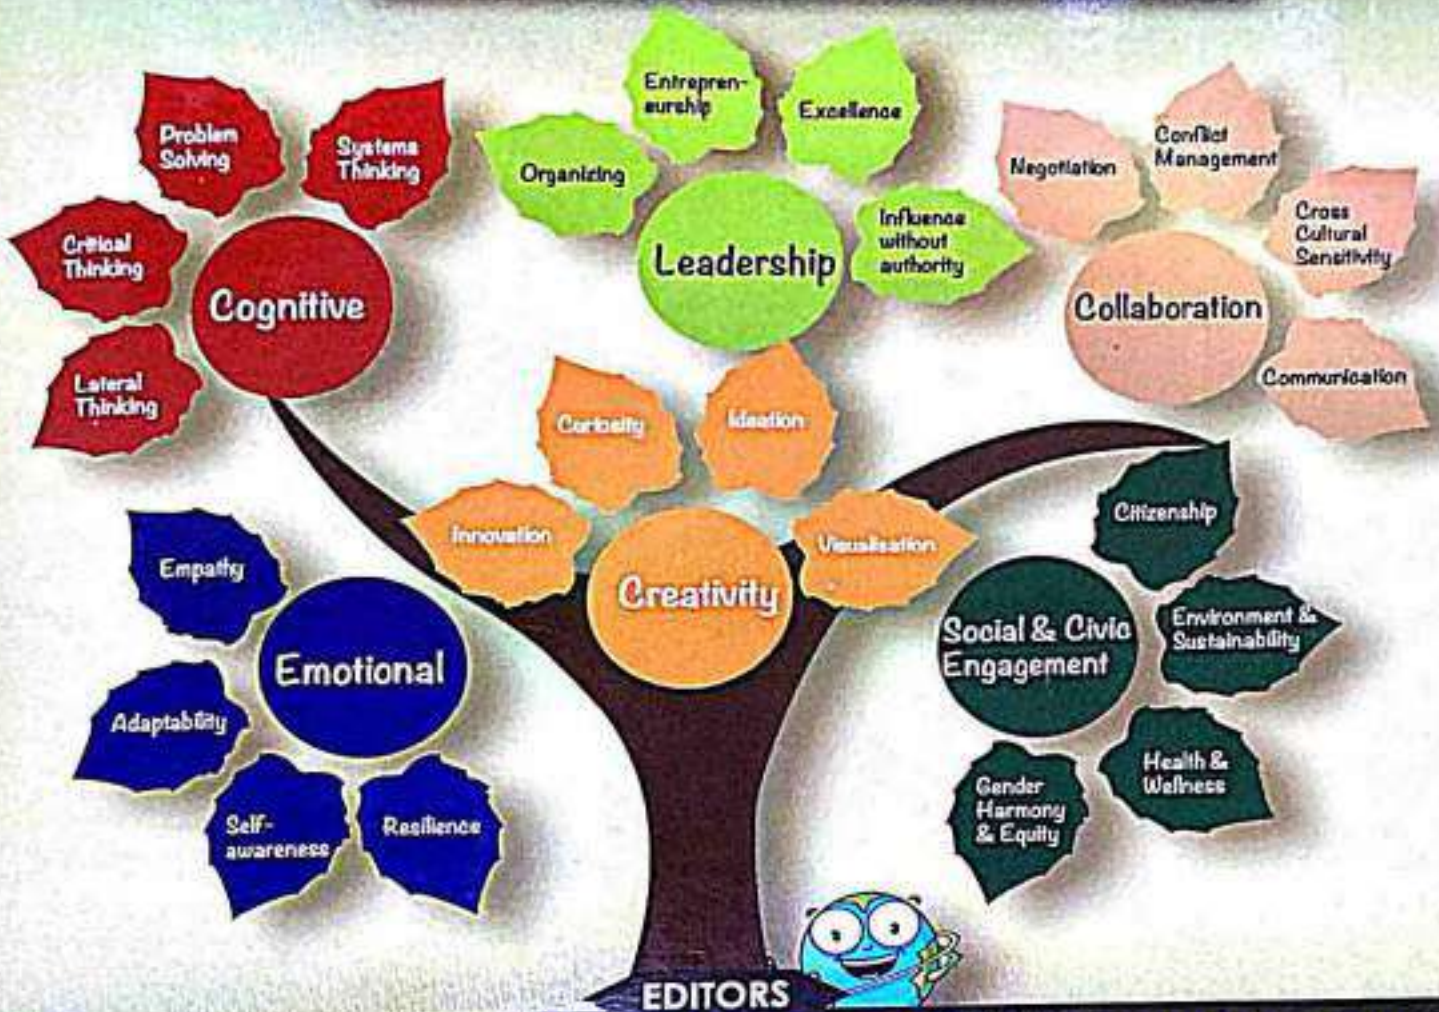 Problem
Solving
Systems
Thinking
Critical
Thinking
Lateral
Thinking
Cognitive
Entrepren-
eurship
Excellence
Organizing
Influence
without
authority
Leadership
Negotiation
Conflict
Management
Cross
Cultural
Sensitivity
Communication
Collaboration
Curiosity
Ideation
Innovation
Visualisation
Creativity
Empathy
Adaptability
Self-
awareness
Resilience
Emotional
Citizenship
Environment &
Sustainability
Health &
Wellness
Gender
Harmony
& Equity
Social & Civic
Engagement
EDITORS